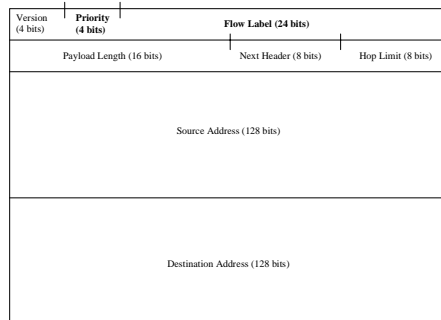 Version (4 bits)
Priority (4 bits)
Flow Label (24 bits)
Payload Length (16 bits)
Next Header (8 bits)
Hop Limit (8 bits)
Source Address (128 bits)
Destination Address (128 bits)